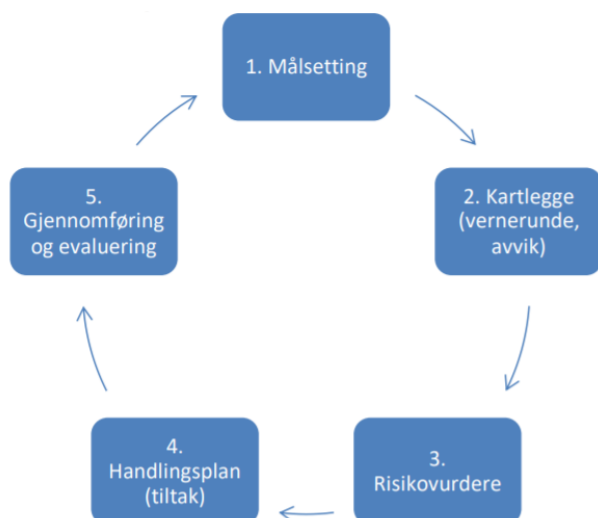 1. Målsetting
2. Kartlegge
(vernerunde,
avvik)
3.
Risikovurdere
4.
Handlingsplan
(tiltak)
5.
Gjennomføring
og evaluering